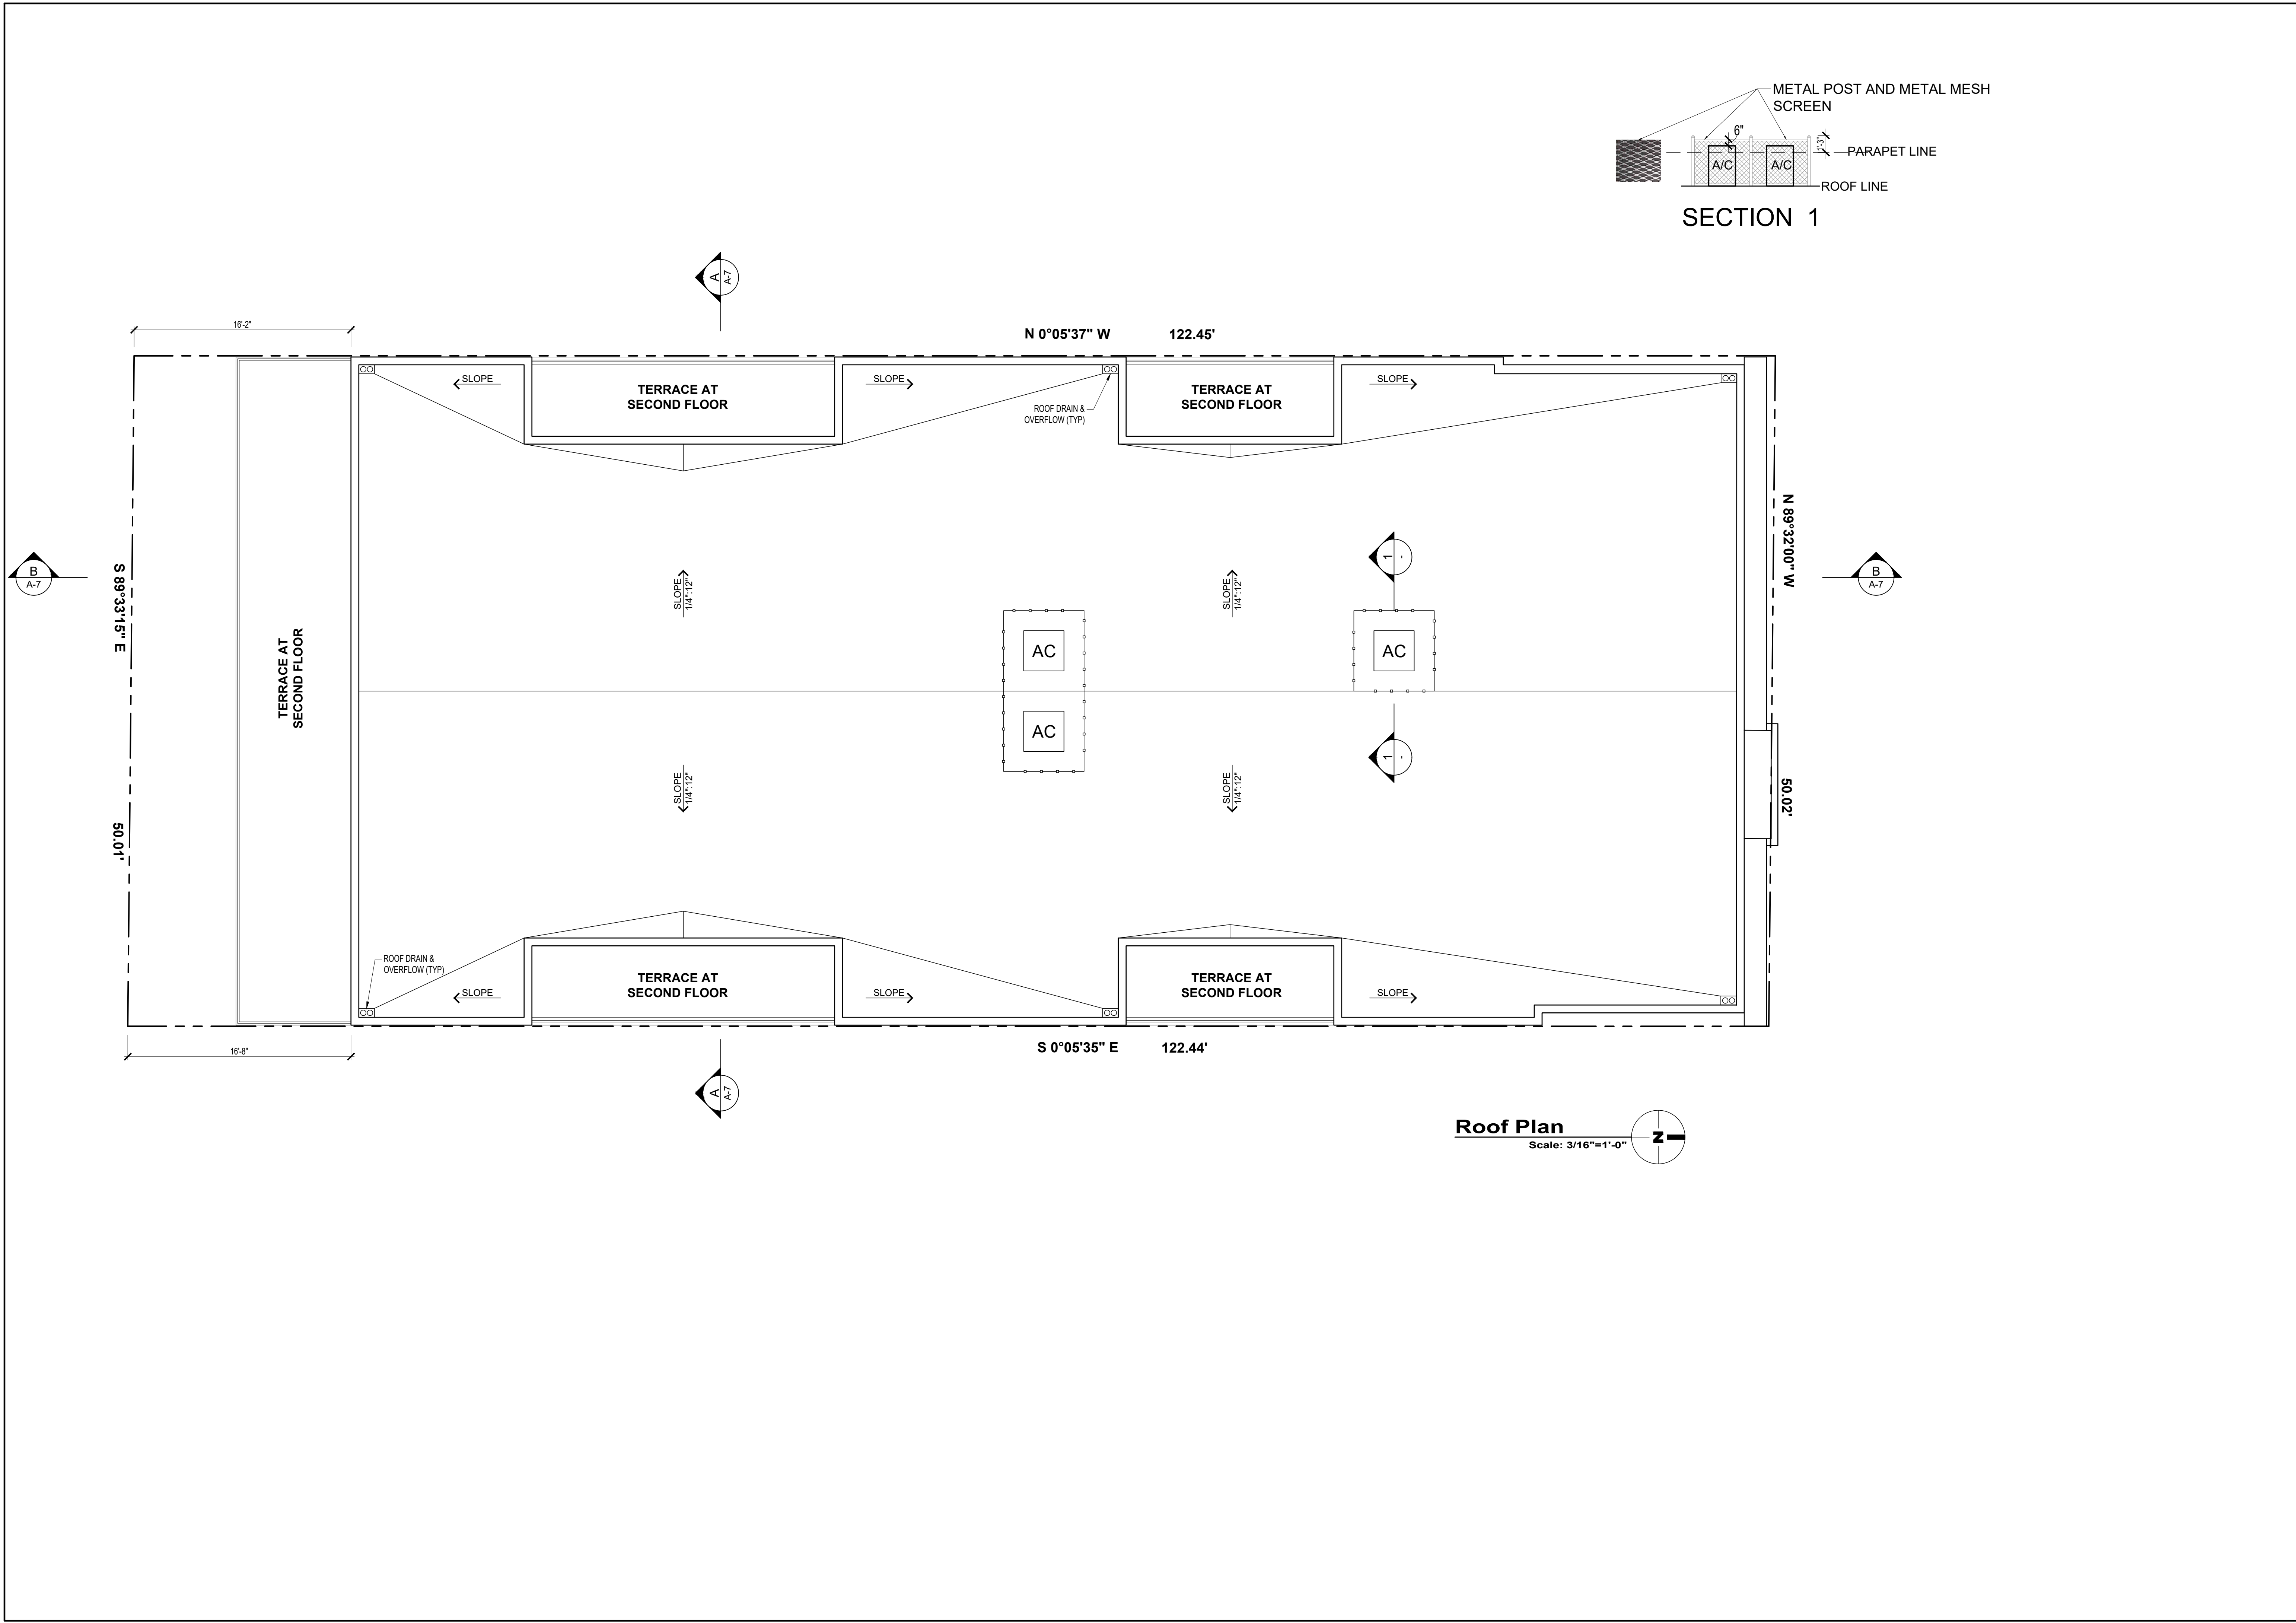 METAL POST AND METAL MESH
SCREEN
6"
1'-3"
A/C
A/C
PARAPET LINE
ROOF LINE
SECTION 1
A
A-7
16'-2"
N 0°05'37" W 122.45'
SLOPE
TERRACE AT
SECOND FLOOR
SLOPE
ROOF DRAIN &
OVERFLOW (TYP)
TERRACE AT
SECOND FLOOR
SLOPE
N 89°32'00" W
50.02'
B
A-7
S 89°33'15" E
50.01'
TERRACE AT
SECOND FLOOR
SLOPE
1/4":12"
SLOPE
1/4":12"
1
-
B
A-7
AC
AC
AC
SLOPE
1/4":12"
SLOPE
1/4":12"
1
-
ROOF DRAIN &
OVERFLOW (TYP)
SLOPE
TERRACE AT
SECOND FLOOR
SLOPE
TERRACE AT
SECOND FLOOR
SLOPE
16'-8"
S 0°05'35" E 122.44'
A
A-7
Roof Plan
Scale: 3/16"=1'-0"
N